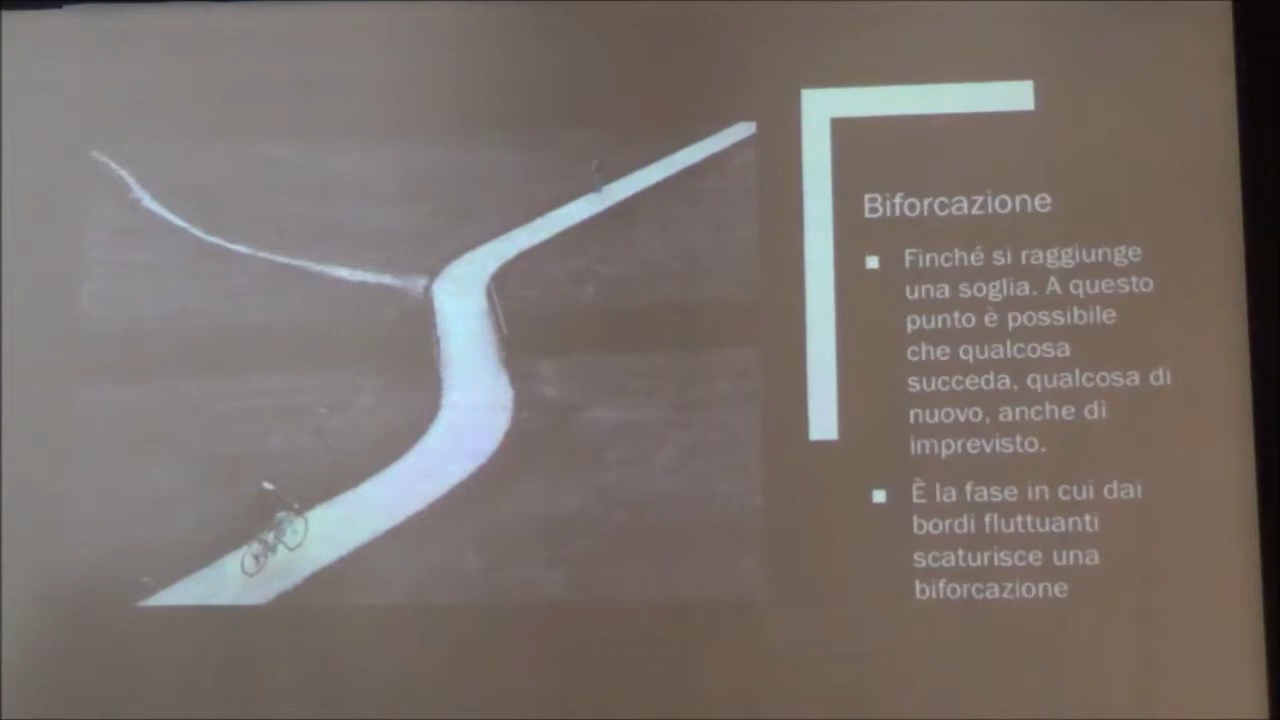 Biforcazione
Finché si raggiunge
una soglia. A questo
punto è possibile
che qualcosa
succeda, qualcosa di
nuovo, anche di
imprevisto.
È la fase in cui dai
bordi fluttuanti
scaturisce una
biforcazione